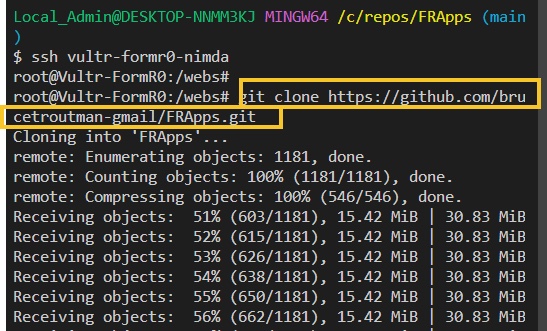 Local_Admin@DESKTOP-NNMM3KJ MINGW64 /c/repos/FRApps (main
)
$ ssh vultr-formr0-nimda
root@Vultr-FormR0:/webs#
root@Vultr-FormR0:/webs# git clone https://github.com/bru
cetroutman-gmail/FRApps.git
Cloning into 'FRApps'...
remote: Enumerating objects: 1181, done.
remote: Counting objects: 100% (1181/1181), done.
remote: Compressing objects: 100% (546/546), done.
Receiving objects:  51% (603/1181), 15.42 MiB | 30.83 MiB
Receiving objects:  52% (615/1181), 15.42 MiB | 30.83 MiB
Receiving objects:  53% (626/1181), 15.42 MiB | 30.83 MiB
Receiving objects:  54% (638/1181), 15.42 MiB | 30.83 MiB
Receiving objects:  55% (650/1181), 15.42 MiB | 30.83 MiB
Receiving objects:  56% (662/1181), 15.42 MiB | 30.83 MiB